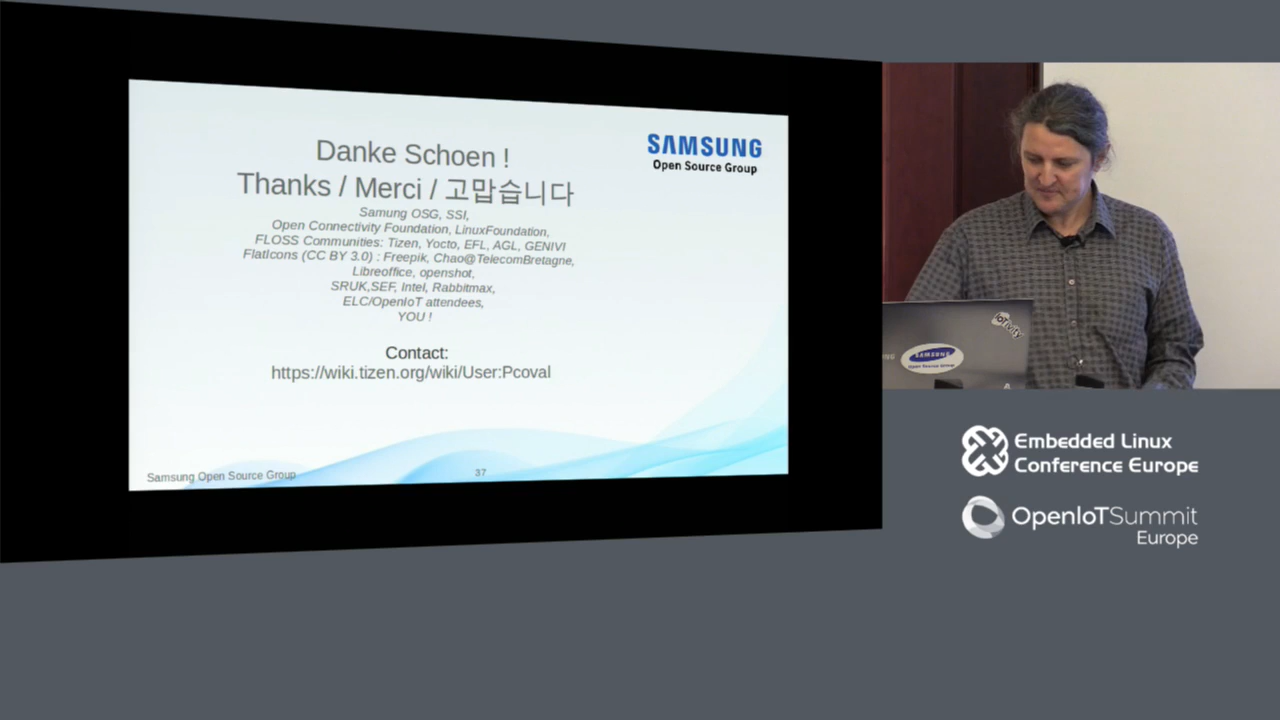 Danke Schoen !
Thanks / Merci / 고맙습니다
Samung OSG, SSI,
Open Connectivity Foundation, LinuxFoundation,
FLOSS Communities: Tizen, Yocto, EFL, AGL, GENIVI
FlatIcons (CC BY 3.0) : Freepik, Chao@TelecomBretagne,
Libreoffice, openshot,
SRUK,SEF, Intel, Rabbitmax,
ELC/OpenIoT attendees,
YOU !
Contact:
https://wiki.tizen.org/wiki/User:Pcoval
SAMSUNG
Open Source Group
Samsung Open Source Group
37
IoTivity
SAMSUNG
Open Source Group
Embedded Linux
Conference Europe
OpenIoTSummit
Europe